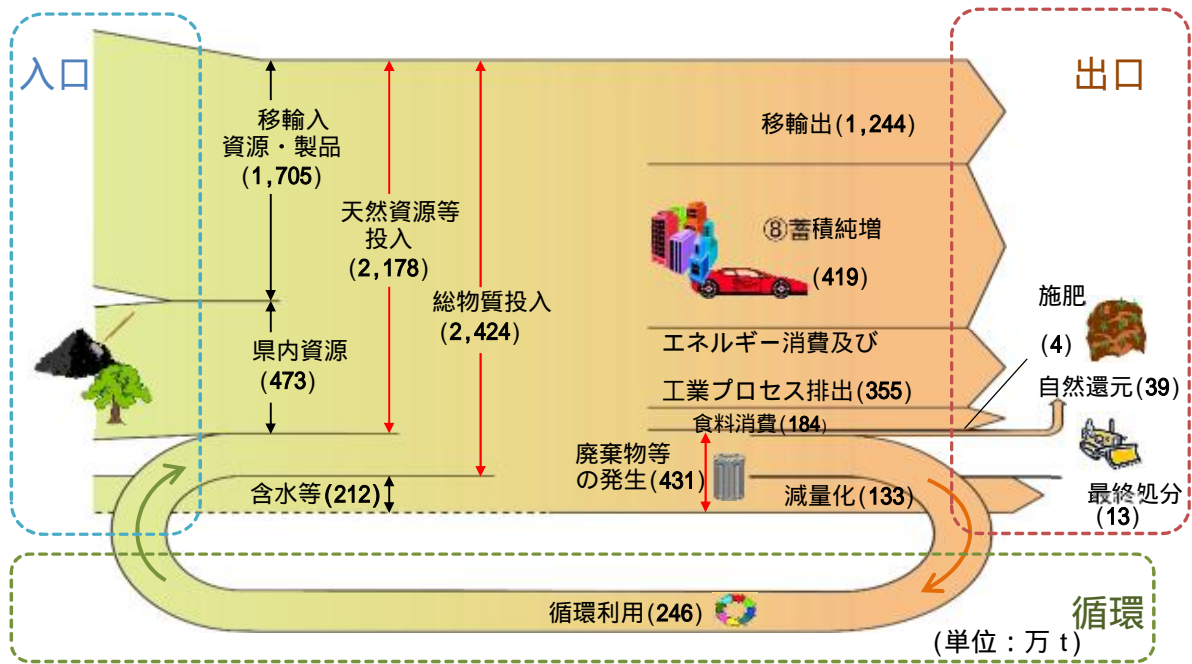 入口
出口
移輸入
資源・製品
(1,705)
天然資源等
投入
(2,178)
総物質投入
(2,424)
県内資源
(473)
含水等(212)
移輸出(1,244)
⑧蓄積純増
(419)
エネルギー消費及び
工業プロセス排出(355)
食料消費(184)
施肥
(4)
自然還元(39)
廃棄物等
の発生(431)
減量化(133)
最終処分
(13)
循環利用(246)
循環
(単位：万 t)